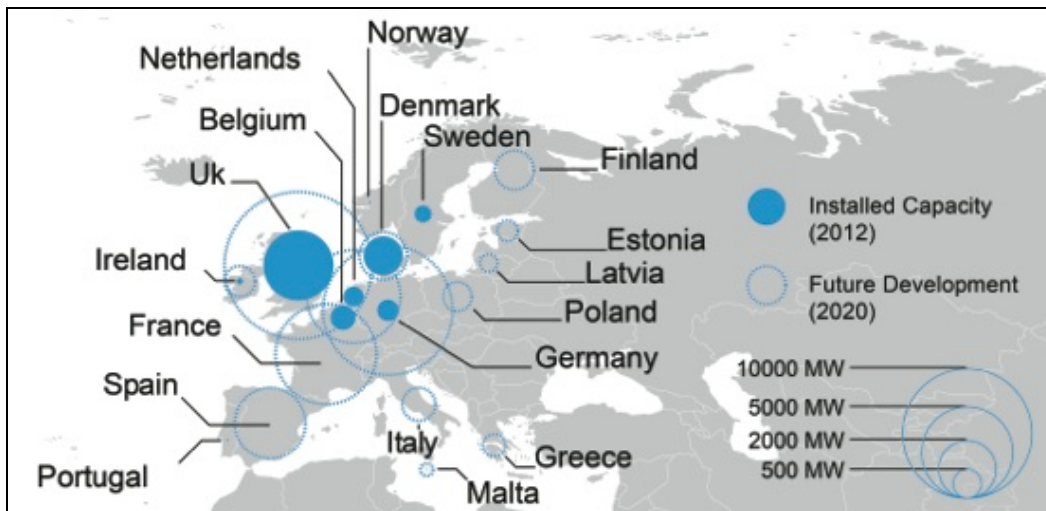 Norway
Netherlands
Denmark
Belgium
Sweden
Finland
Uk
Installed Capacity
(2012)
Estonia
Ireland
Latvia
Future Development
(2020)
Poland
France
Germany
10000 MW
Spain
5000 MW
2000 MW
Italy
Greece
500 MW
Portugal
Malta